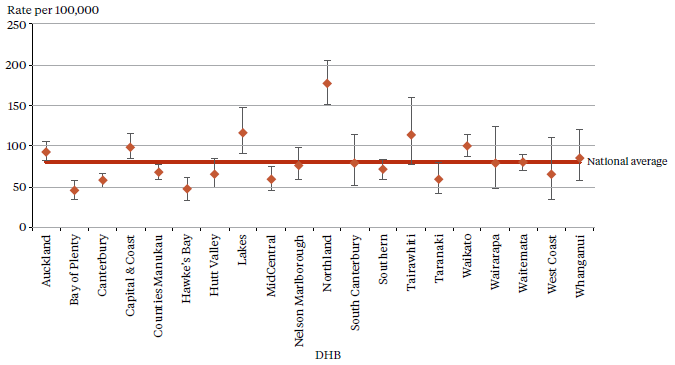 Rate per 100,000
250
200
150
100
50
0
National average
Auckland
Bay of Plenty
Canterbury
Capital & Coast
Counties Manukau
Hawke's Bay
Hutt Valley
Lakes
MidCentral
Nelson Marlborough
Northland
South Canterbury
Southern
Tairawhiti
Taranaki
Waikato
Wairarapa
Waitemata
West Coast
Whanganui
DHB